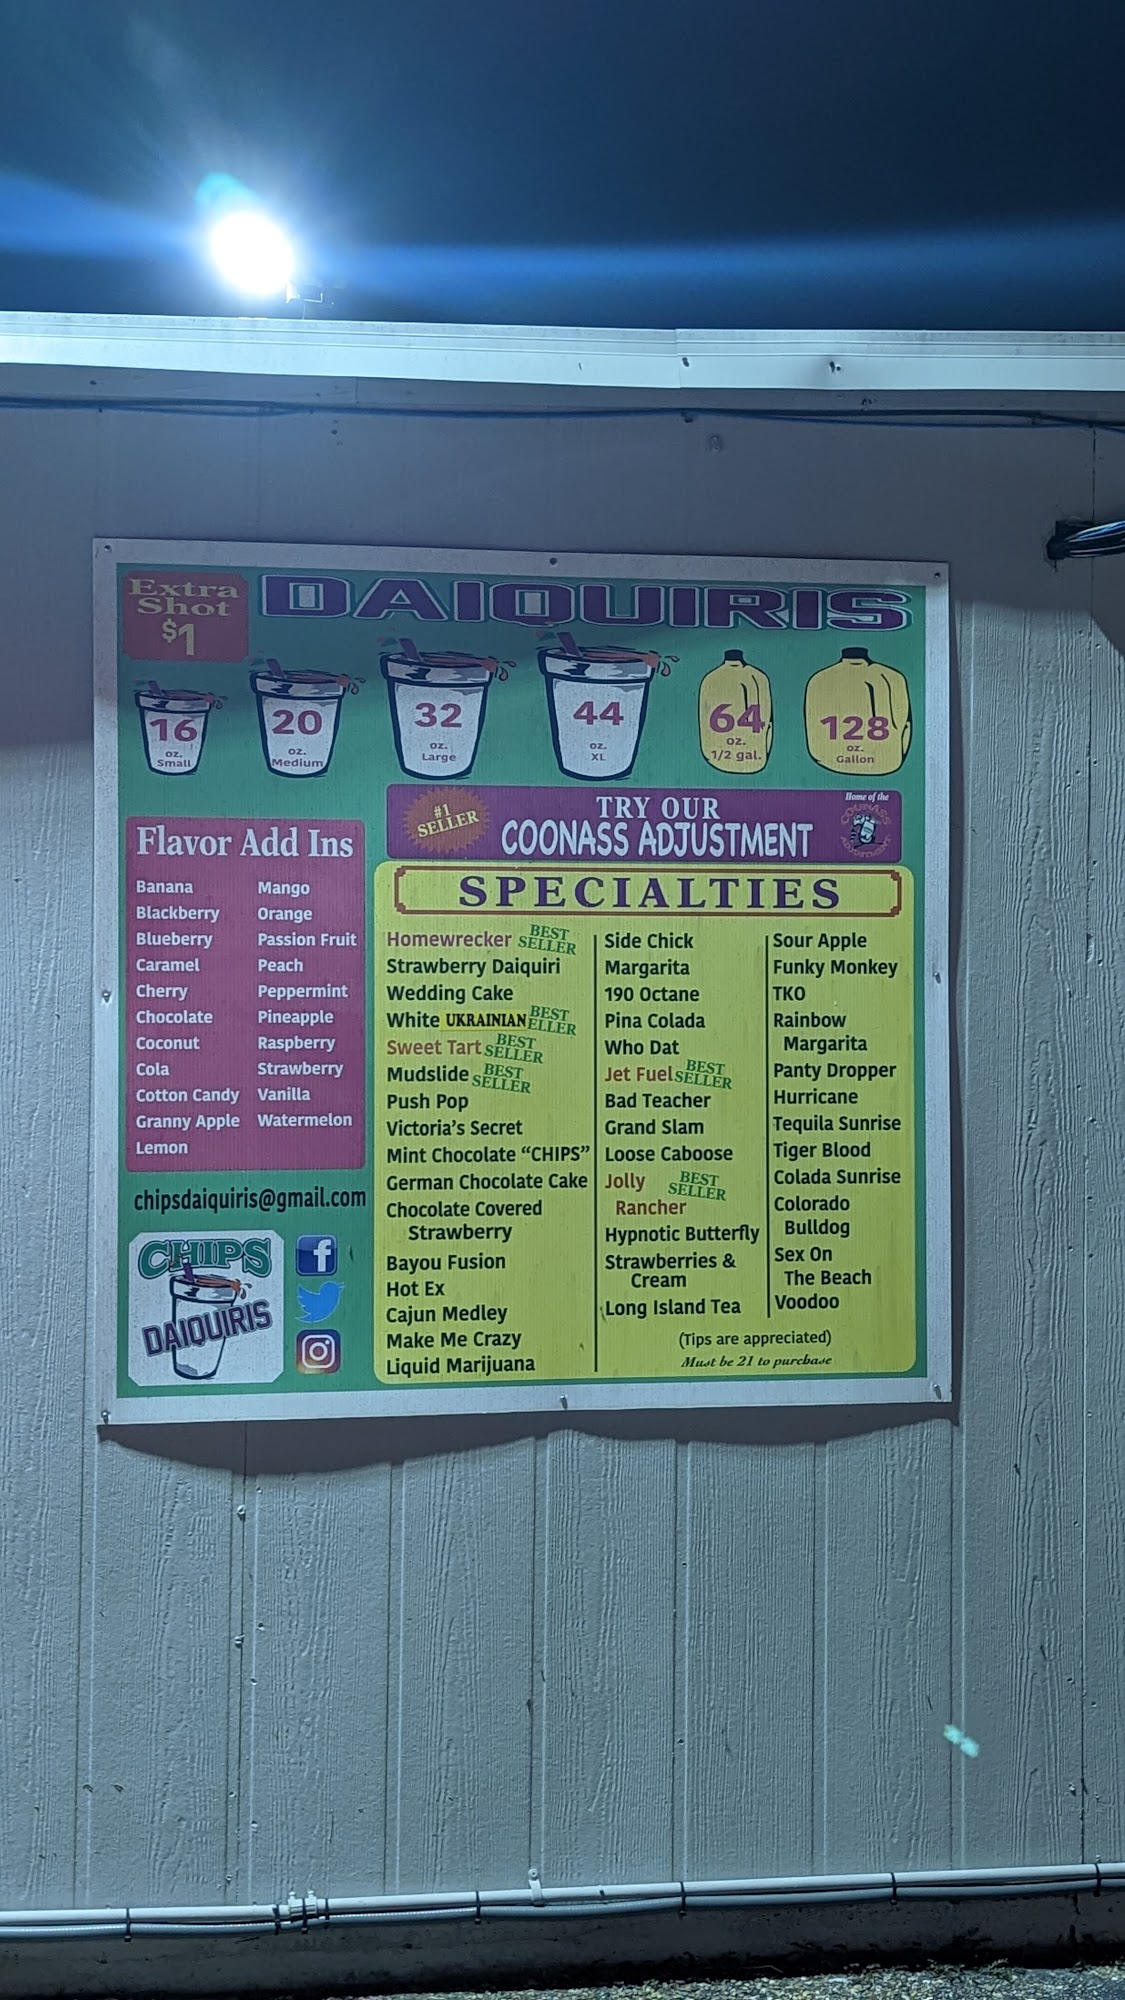 Extra
Shot
$1
DAIQUIRIS
16
oz.
Small
20
oz.
Medium
32
oz.
Large
44
oz.
XL
64
oz.
1/2 gal.
128
oz.
Gallon
#1
SELLER
TRY OUR
COONASS ADJUSTMENT
Home of the
COONASS
ADJUSTMENT
Flavor Add Ins
Banana
Blackberry
Blueberry
Caramel
Cherry
Chocolate
Coconut
Cola
Cotton Candy
Granny Apple
Lemon
Mango
Orange
Passion Fruit
Peach
Peppermint
Pineapple
Raspberry
Strawberry
Vanilla
Watermelon
chipsdaiquiris@gmail.com
CHIPS
DAIQUIRIS
SPECIALTIES
Homewrecker BEST SELLER
Strawberry Daiquiri
Wedding Cake
White UKRAINIAN BEST ELLER
Sweet Tart BEST SELLER
Mudslide BEST SELLER
Push Pop
Victoria's Secret
Mint Chocolate "CHIPS"
German Chocolate Cake
Chocolate Covered
Strawberry
Bayou Fusion
Hot Ex
Cajun Medley
Make Me Crazy
Liquid Marijuana
Side Chick
Margarita
190 Octane
Pina Colada
Who Dat
Jet Fuel BEST SELLER
Bad Teacher
Grand Slam
Loose Caboose
Jolly BEST SELLER
Rancher
Hypnotic Butterfly
Strawberries &
Cream
Long Island Tea
Sour Apple
Funky Monkey
TKO
Rainbow
Margarita
Panty Dropper
Hurricane
Tequila Sunrise
Tiger Blood
Colada Sunrise
Colorado
Bulldog
Sex On
The Beach
Voodoo
(Tips are appreciated)
Must be 21 to purchase